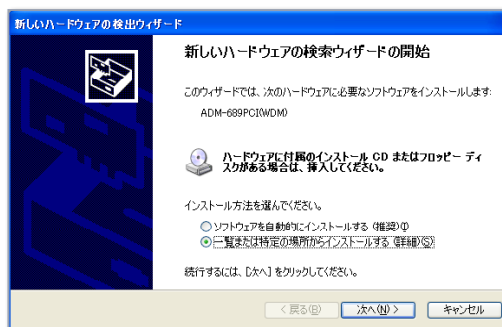 新しいハードウェアの検出ウィザード
新しいハードウェアの検索ウィザードの開始
このウィザードでは、次のハードウェアに必要なソフトウェアをインストールします:
ADM-689PCI(WDM)
ハードウェアに付属のインストール CD またはフロッピー ディ
スクがある場合は、挿入してください。
インストール方法を選んでください。
ソフトウェアを自動的にインストールする (推奨)(I)
一覧または特定の場所からインストールする (詳細)(S)
続行するには、[次へ] をクリックしてください。
< 戻る(B) 次へ(N) > キャンセル